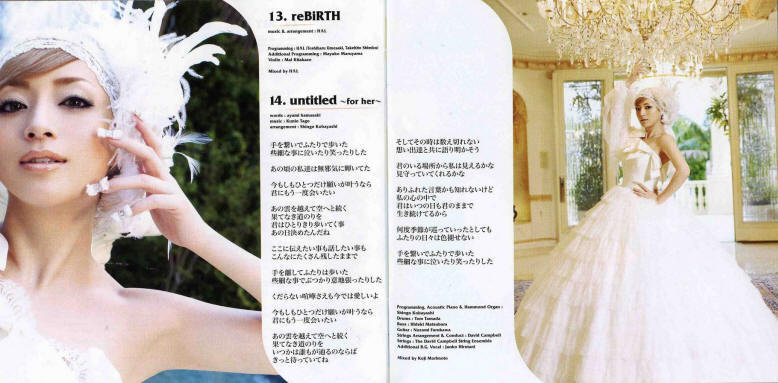 13. reBiRTH
music & arrangement : HΛL
Programming : HΛL (Toshiharu Umesaki, Takehito Shimizu)
Additional Programming : Mayuko Maruyama
Violin : Mai Kitakaze
Mixed by HΛL
14. untitled ~for her~
words : ayumi hamasaki
music : Kunio Tago
arrangement : Shingo Kobayashi
手を繋いでふたりで歩いた
些細な事に泣いたり笑ったりした
あの頃の私達は無邪気に輝いてた
今もしもひとつだけ願いが叶うなら
君にもう一度会いたい
あの雲を越えて空へと続く
果てなき道のりを
君はひとりきり歩いてく事
あの日決めたんだね
ここに伝えたい事も話したい事も
こんなにたくさん残したままで
手を離してふたりは歩いた
些細な事でぶつかり意地張ったりした
くだらない喧嘩さえも今では愛しいよ
今もしもひとつだけ願いが叶うなら
君にもう一度会いたい
あの雲を越えて空へと続く
果てなき道のりを
いつかは誰もが辿るのならば
きっと待っていてね
そしてその時は数え切れない
想い出達と共に語り明かそう
君のいる場所から私は見えるかな
見守っていてくれるかな
ありふれた言葉かも知れないけど
私の心の中で
君はいつの日も君のままで
生き続けてるから
何度季節が巡っていったとしても
ふたりの日々は色褪せない
手を繋いでふたりで歩いた
些細な事に泣いたり笑ったりした
Programming, Acoustic Piano & Hammond Organ :
Shingo Kobayashi
Drums : Tom Tamada
Bass : Hideki Matsubara
Guitar : Nozomi Furukawa
Strings Arrangement & Conduct : David Campbell
Strings : The David Campbell String Ensemble
Additional B.G. Vocal : Junko Hirotani
Mixed by Koji Morimoto